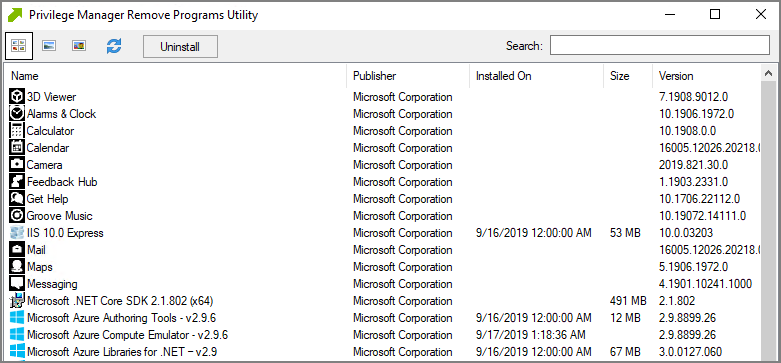 Privilege Manager Remove Programs Utility
Uninstall Search:
Name Publisher Installed On Size Version
3D Viewer Microsoft Corporation 7.1908.9012.0
Alarms & Clock Microsoft Corporation 10.1906.1972.0
Calculator Microsoft Corporation 10.1908.0.0
Calendar Microsoft Corporation 16005.12026.20218.0
Camera Microsoft Corporation 2019.821.30.0
Feedback Hub Microsoft Corporation 1.1903.2331.0
Get Help Microsoft Corporation 10.1706.22112.0
Groove Music Microsoft Corporation 10.19072.14111.0
IIS 10.0 Express Microsoft Corporation 9/16/2019 12:00:00 AM 53 MB 10.0.03203
Mail Microsoft Corporation 16005.12026.20218.0
Maps Microsoft Corporation 5.1906.1972.0
Messaging Microsoft Corporation 4.1901.10241.1000
Microsoft .NET Core SDK 2.1.802 (x64) Microsoft Corporation 491 MB 2.1.802
Microsoft Azure Authoring Tools - v2.9.6 Microsoft Corporation 9/16/2019 12:00:00 AM 12 MB 2.9.8899.26
Microsoft Azure Compute Emulator - v2.9.6 Microsoft Corporation 9/17/2019 1:18:36 AM 2.9.8899.26
Microsoft Azure Libraries for .NET – v2.9 Microsoft Corporation 9/16/2019 12:00:00 AM 67 MB 3.0.0127.060